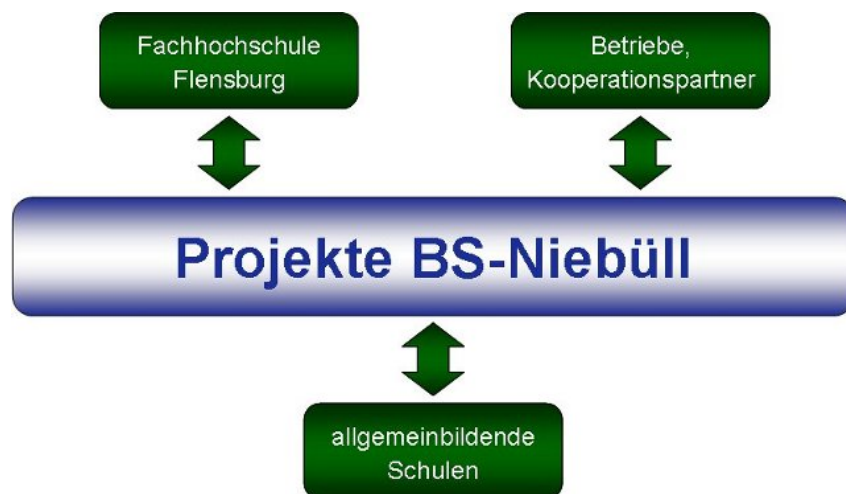 Fachhochschule
Flensburg
Betriebe,
Kooperationspartner
Projekte BS-Niebüll
allgemeinbildende
Schulen